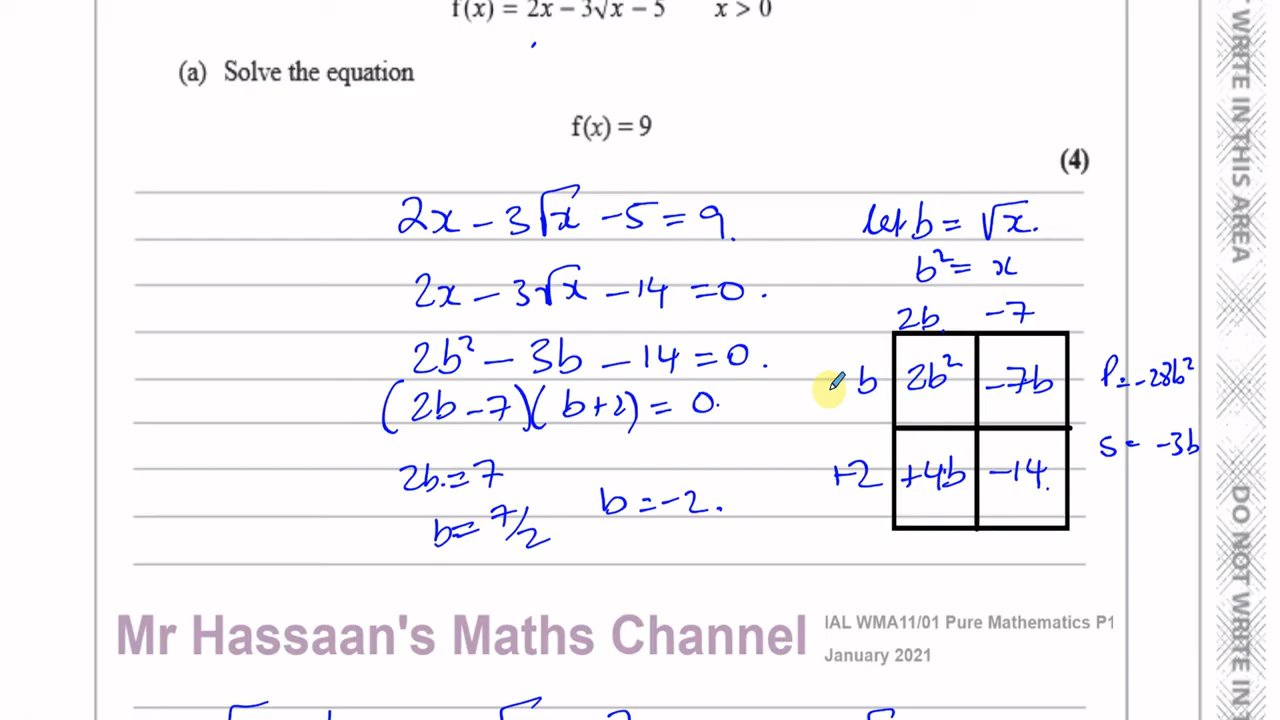 f(x) = 2x − 3√x − 5 x > 0
(a) Solve the equation
f(x) = 9
(4)
2x − 3√x − 5 = 9.
2x − 3√x − 14 = 0.
2b² − 3b − 14 = 0.
(2b − 7)(b + 2) = 0.
2b = 7
b = 7/2
b = −2.
let b = √x.
b² = x
2b −7
b 2b² −7b
+2 +4b −14.
P = −28b²
S = −3b
Mr Hassaan's Maths Channel
IAL WMA11/01 Pure Mathematics P1
January 2021
WRITE IN THIS AREA
DO NOT WRITE IN